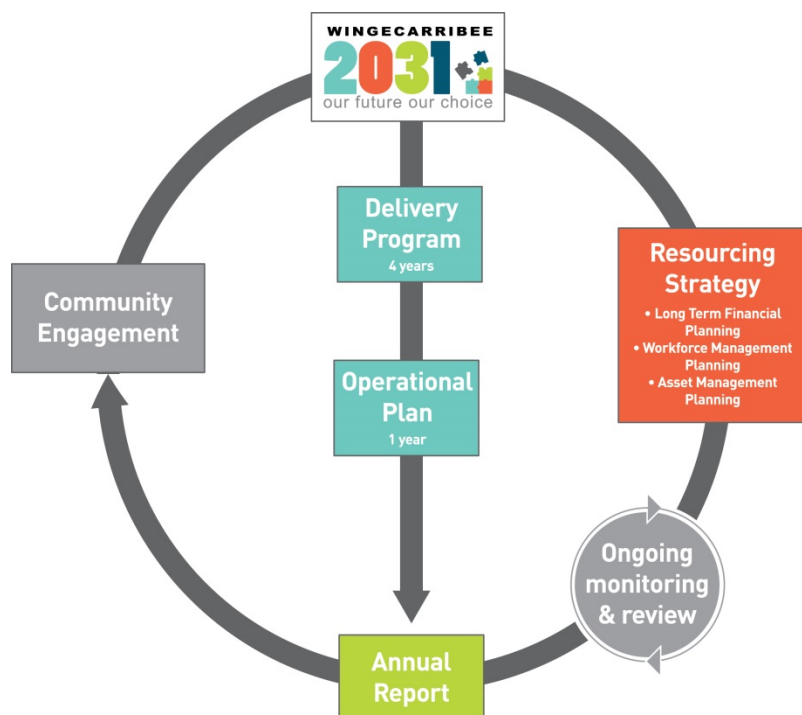 WINGECARRIBEE
2031
our future our choice
Delivery
Program
4 years
Resourcing
Strategy
• Long Term Financial
Planning
• Workforce Management
Planning
• Asset Management
Planning
Community
Engagement
Operational
Plan
1 year
Ongoing
monitoring
& review
Annual
Report